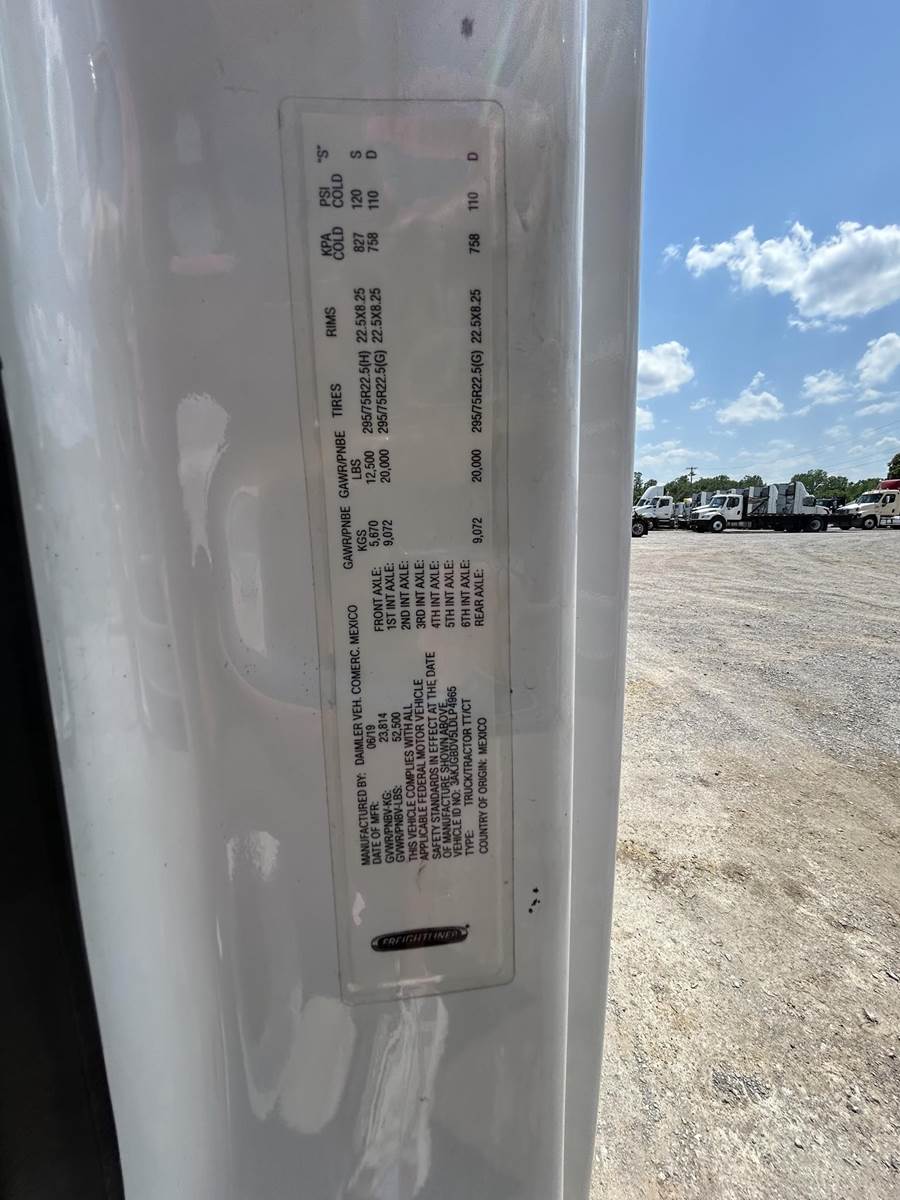 MANUFACTURED BY: DAIMLER VEH. COMERC. MEXICO
DATE OF MFR: 06/19
GVWR/PNBV-KG: 23,814
GVWR/PNBV-LBS: 52,500
THIS VEHICLE COMPLIES WITH ALL
APPLICABLE FEDERAL MOTOR VEHICLE
SAFETY STANDARDS IN EFFECT AT THE DATE
OF MANUFACTURE SHOWN ABOVE.
VEHICLE ID NO: 3AKJGBDV5LDLP4965
TYPE: TRUCK/TRACTOR TT/CT
COUNTRY OF ORIGIN: MEXICO
GAWR/PNBE GAWR/PNBE TIRES RIMS KPA PSI "S"
KGS LBS COLD COLD
FRONT AXLE: 5,670 12,500 295/75R22.5(H) 22.5X8.25 827 120 S
1ST INT AXLE: 9,072 20,000 295/75R22.5(G) 22.5X8.25 758 110 D
2ND INT AXLE:
3RD INT AXLE:
4TH INT AXLE:
5TH INT AXLE:
6TH INT AXLE:
REAR AXLE: 9,072 20,000 295/75R22.5(G) 22.5X8.25 758 110 D
FREIGHTLINER